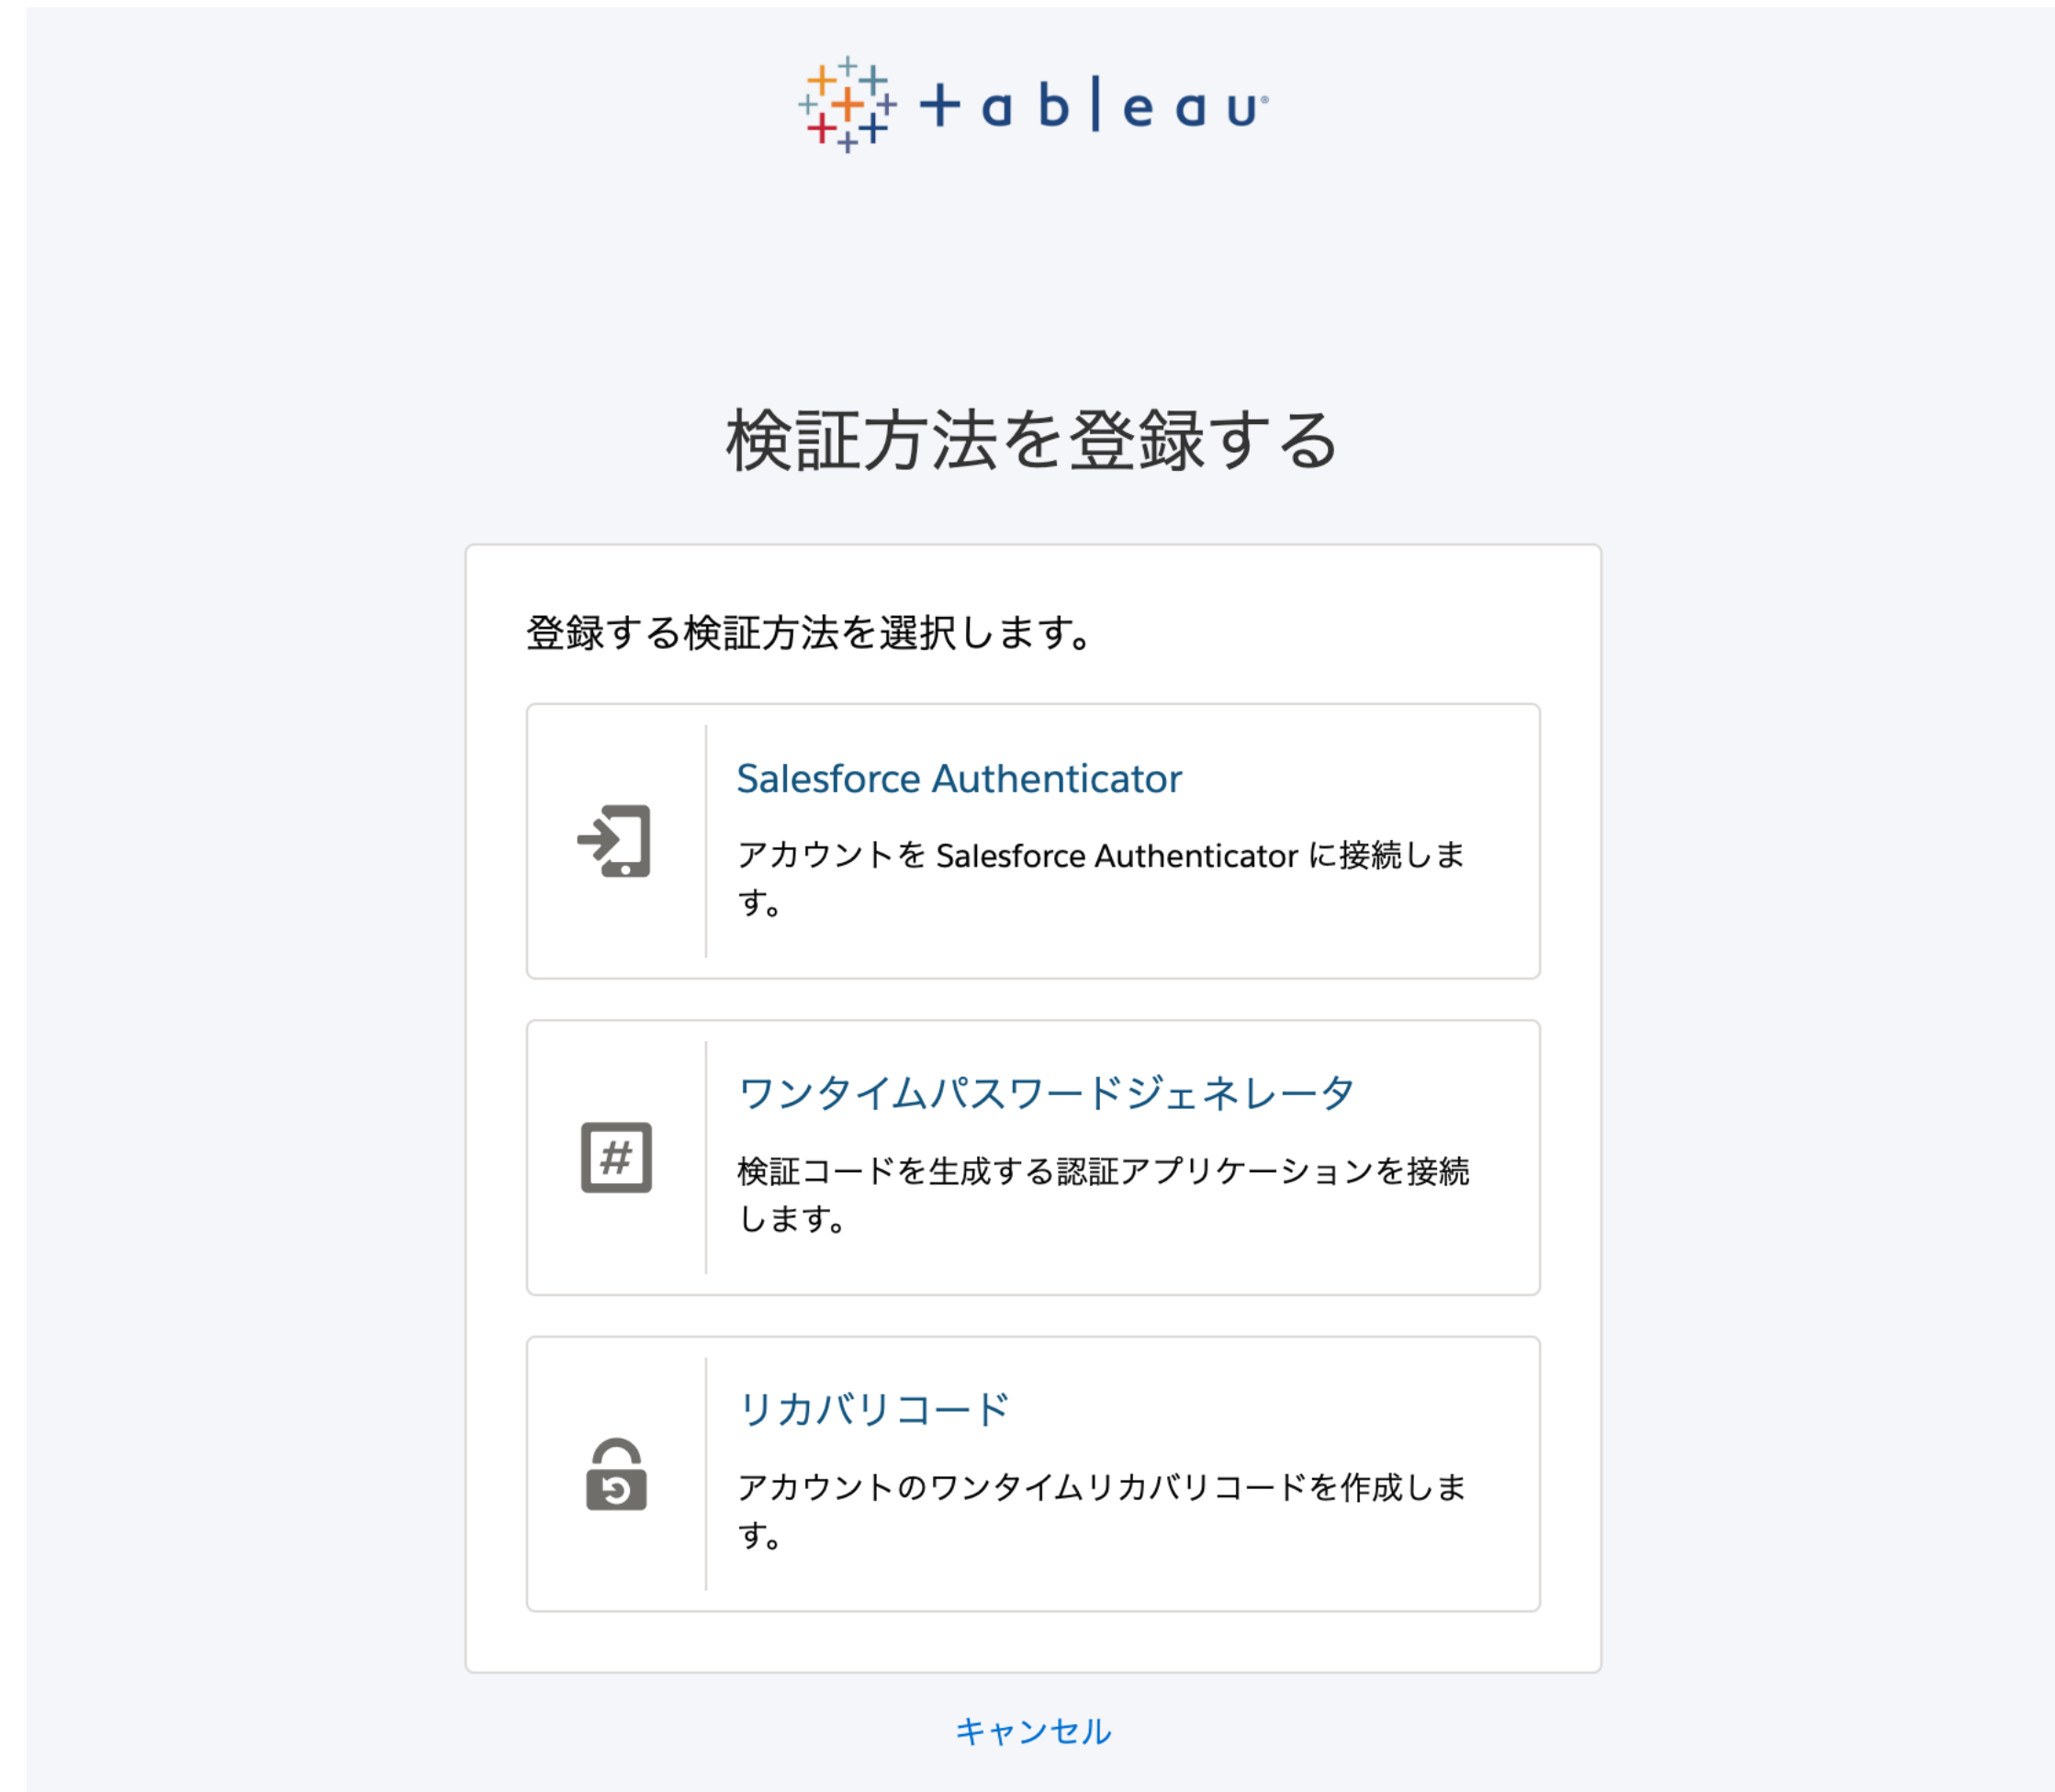 +ableau®
検証方法を登録する
登録する検証方法を選択します。
Salesforce Authenticator
アカウントを Salesforce Authenticator に接続しま
す。
ワンタイムパスワードジェネレータ
検証コードを生成する認証アプリケーションを接続
します。
リカバリコード
アカウントのワンタイムリカバリコードを作成しま
す。
キャンセル